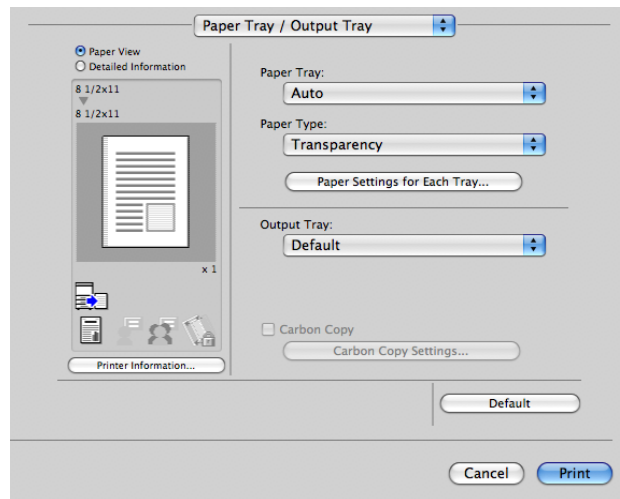 Paper Tray / Output Tray
Paper View
Detailed Information
8 1/2x11
8 1/2x11
x 1
Printer Information...
Paper Tray:
Auto
Paper Type:
Transparency
Paper Settings for Each Tray...
Output Tray:
Default
Carbon Copy
Carbon Copy Settings...
Default
Cancel
Print